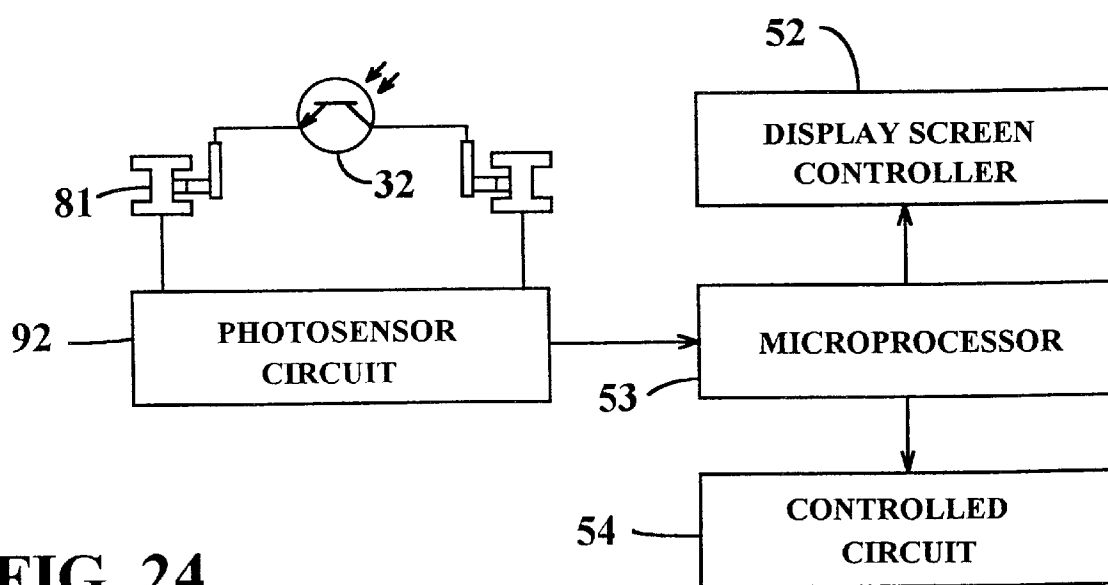 52
DISPLAY SCREEN
CONTROLLER
81
32
92
PHOTOSENSOR
CIRCUIT
MICROPROCESSOR
53
54
CONTROLLED
CIRCUIT
FIG. 24